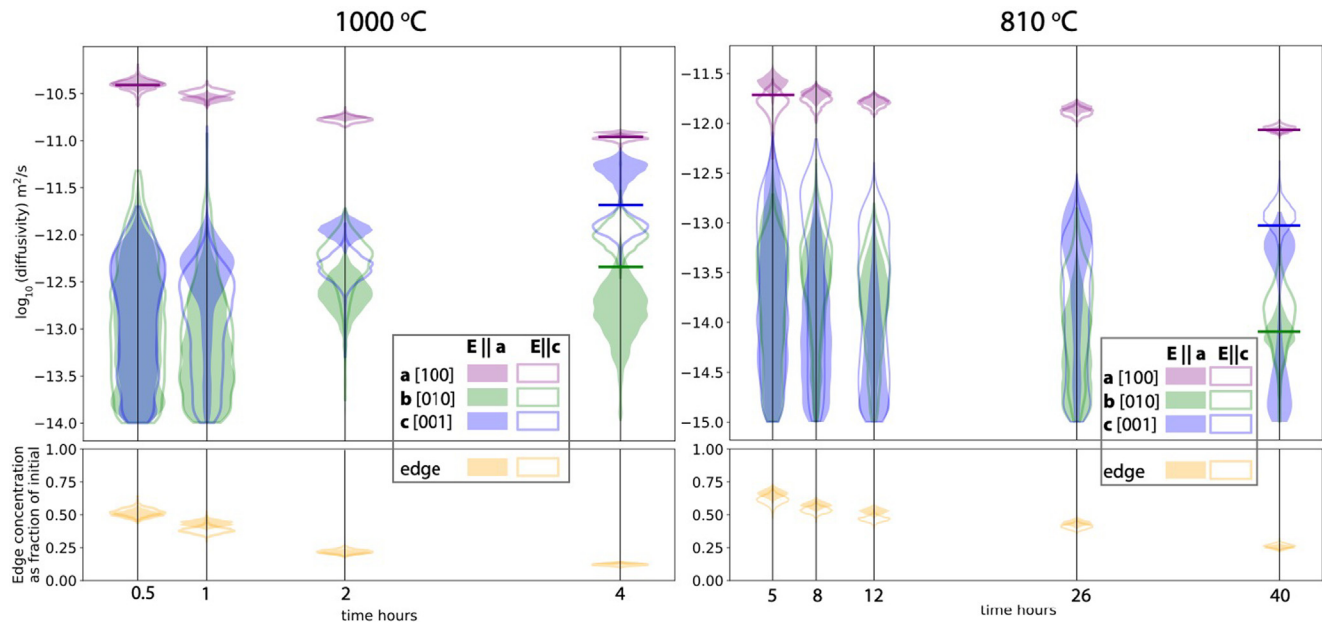 1000 °C
810 °C
log10 (diffusivity) m2/s
−10.5
−11.0
−11.5
−12.0
−12.5
−13.0
−13.5
−14.0
E || a E||c
a [100]
b [010]
c [001]
edge
Edge concentration
as fraction of initial
1.00
0.75
0.50
0.25
0.00
0.5 1 2 4
time hours
−11.5
−12.0
−12.5
−13.0
−13.5
−14.0
−14.5
−15.0
E || a E||c
a [100]
b [010]
c [001]
edge
1.00
0.75
0.50
0.25
0.00
5 8 12 26 40
time hours